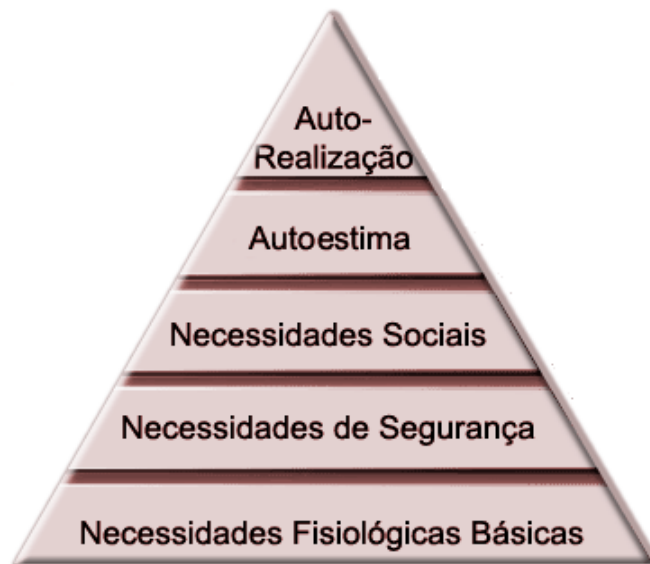 Auto-
Realização
Autoestima
Necessidades Sociais
Necessidades de Segurança
Necessidades Fisiológicas Básicas